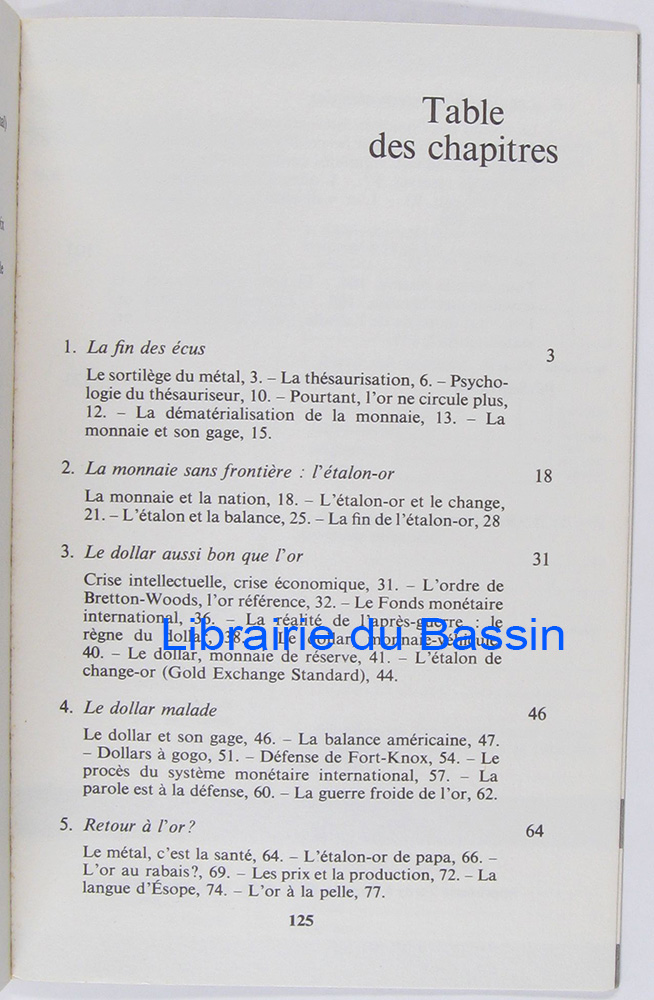 Table
des chapitres
1. La fin des écus 3
Le sortilège du métal, 3. – La thésaurisation, 6. – Psycho-
logie du thésauriseur, 10. – Pourtant, l'or ne circule plus,
12. – La dématérialisation de la monnaie, 13. – La
monnaie et son gage, 15.
2. La monnaie sans frontière : l'étalon-or 18
La monnaie et la nation, 18. – L'étalon-or et le change,
21. – L'étalon et la balance, 25. – La fin de l'étalon-or, 28
3. Le dollar aussi bon que l'or 31
Crise intellectuelle, crise économique, 31. – L'ordre de
Bretton-Woods, l'or référence, 32. – Le Fonds monétaire
international, 36. – La réalité de l'après-guerre : le
règne du dollar, 38. – Le dollar, monnaie-véhicule,
Librairie du Bassin
40. – Le dollar, monnaie de réserve, 41. – L'étalon de
change-or (Gold Exchange Standard), 44.
4. Le dollar malade 46
Le dollar et son gage, 46. – La balance américaine, 47.
– Dollars à gogo, 51. – Défense de Fort-Knox, 54. – Le
procès du système monétaire international, 57. – La
parole est à la défense, 60. – La guerre froide de l'or, 62.
5. Retour à l'or? 64
Le métal, c'est la santé, 64. – L'étalon-or de papa, 66. –
L'or au rabais?, 69. – Les prix et la production, 72. – La
langue d'Ésope, 74. – L'or à la pelle, 77.
125